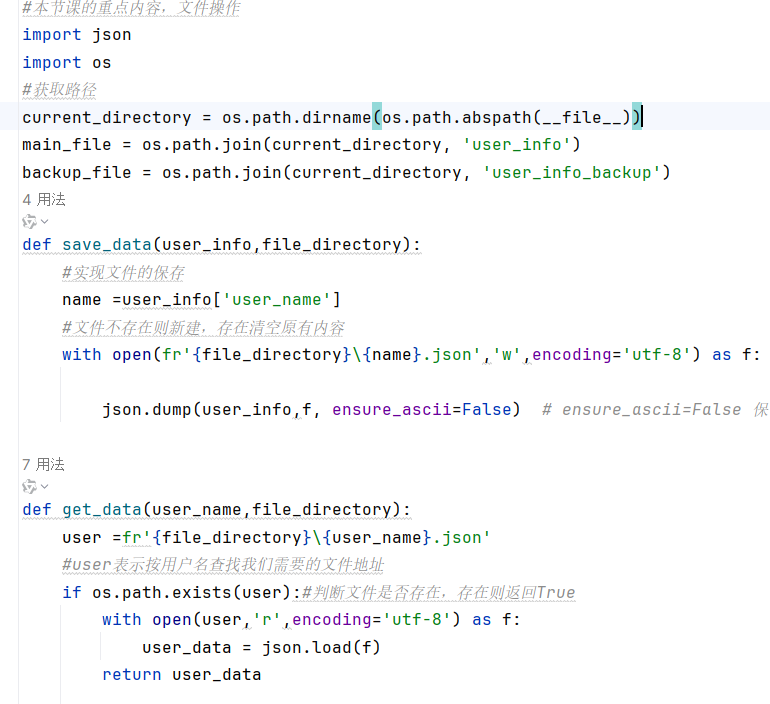 #本节课的重点内容，文件操作
import json
import os
#获取路径
current_directory = os.path.dirname(os.path.abspath(__file__))
main_file = os.path.join(current_directory, 'user_info')
backup_file = os.path.join(current_directory, 'user_info_backup')
4 用法
def save_data(user_info,file_directory):
#实现文件的保存
name =user_info['user_name']
#文件不存在则新建，存在清空原有内容
with open(fr'{file_directory}\{name}.json','w',encoding='utf-8') as f:
json.dump(user_info,f, ensure_ascii=False)  # ensure_ascii=False 保
7 用法
def get_data(user_name,file_directory):
user =fr'{file_directory}\{user_name}.json'
#user表示按用户名查找我们需要的文件地址
if os.path.exists(user):#判断文件是否存在，存在则返回True
with open(user,'r',encoding='utf-8') as f:
user_data = json.load(f)
return user_data